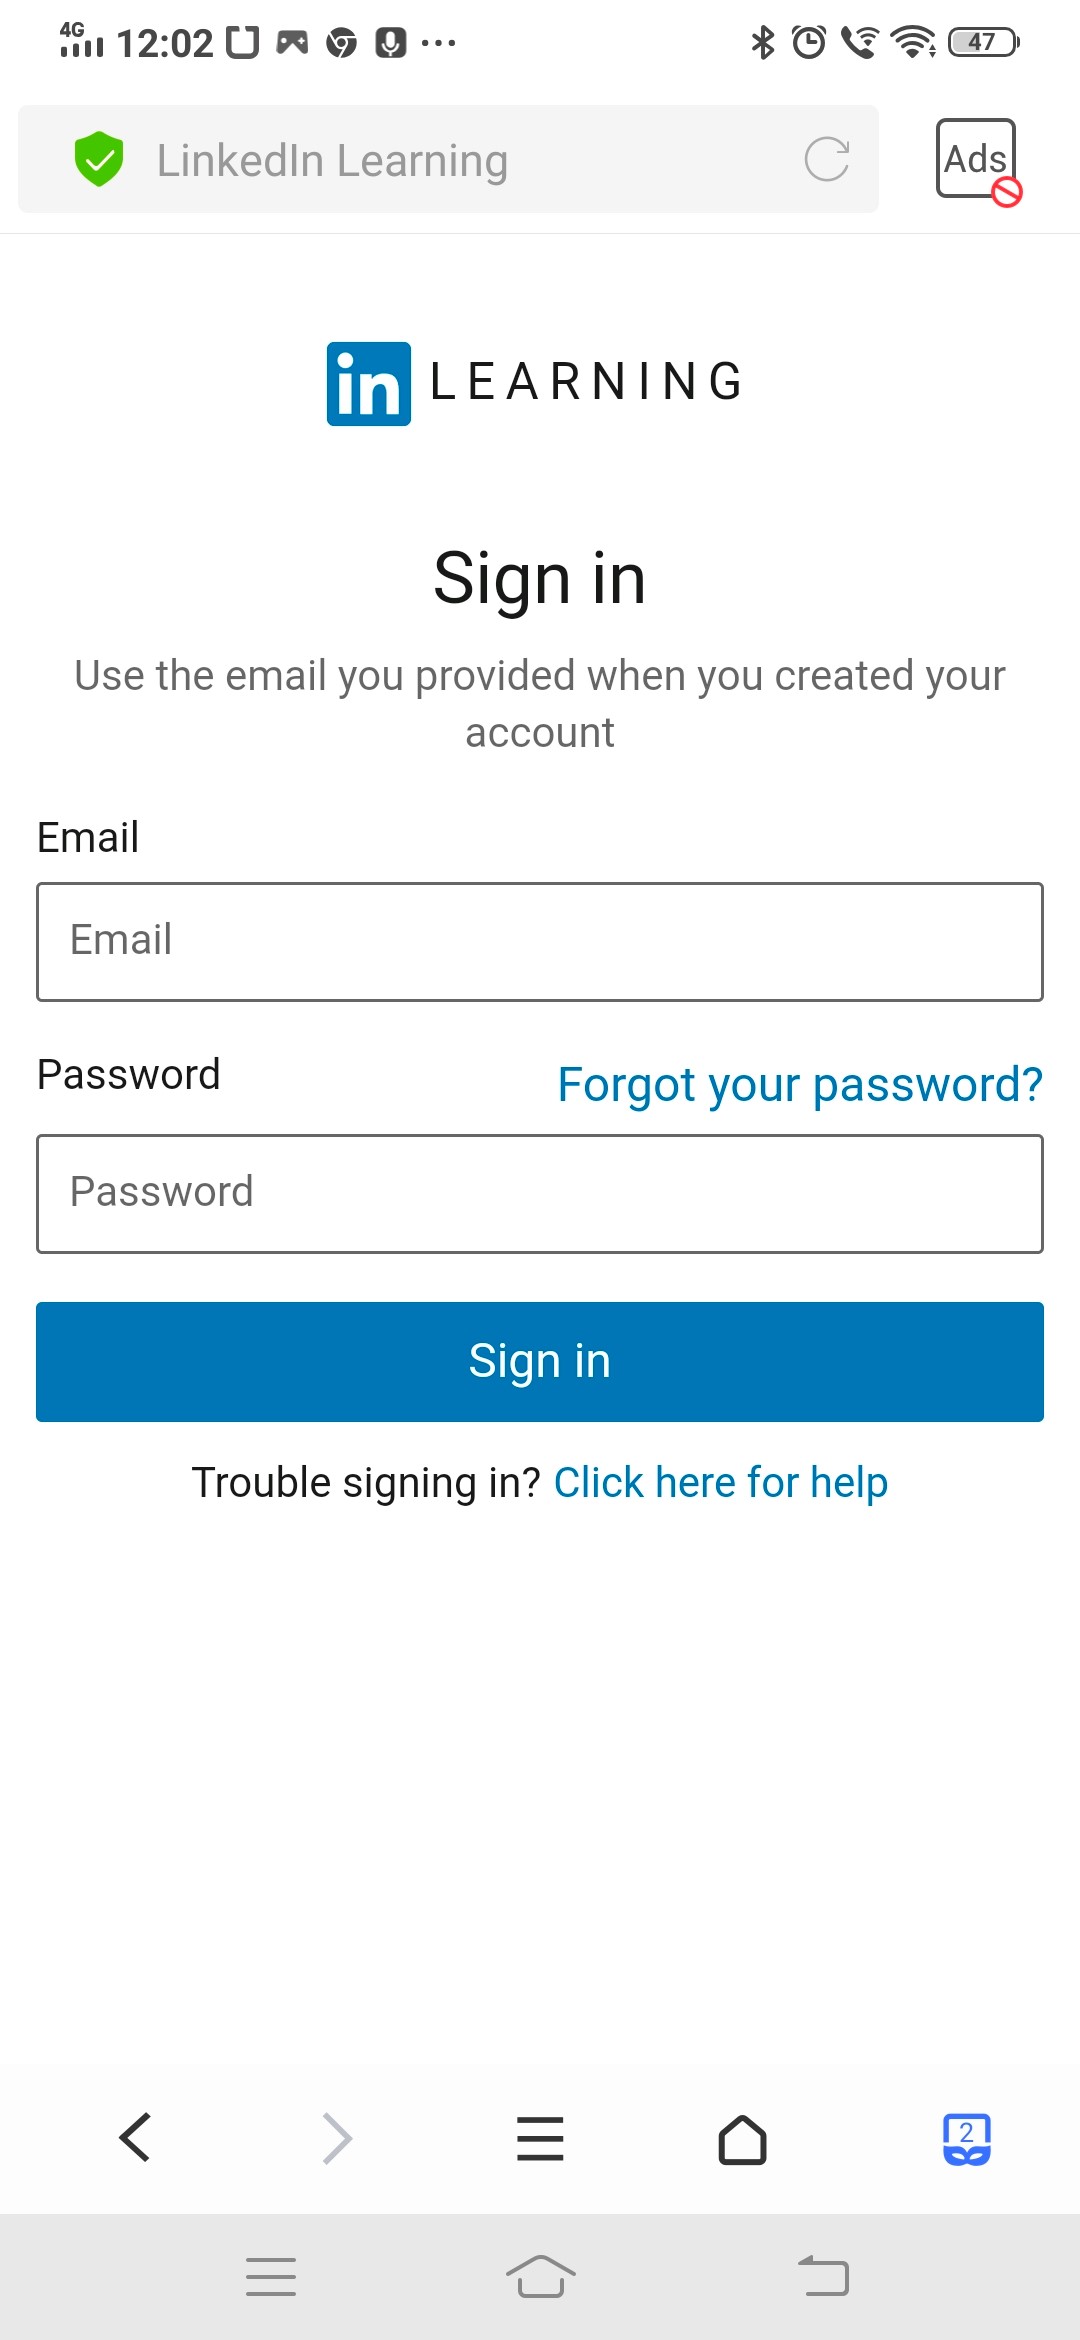 4G 12:02 47
LinkedIn Learning
Ads
in LEARNING
Sign in
Use the email you provided when you created your
account
Email
Email
Password
Forgot your password?
Password
Sign in
Trouble signing in? Click here for help
2